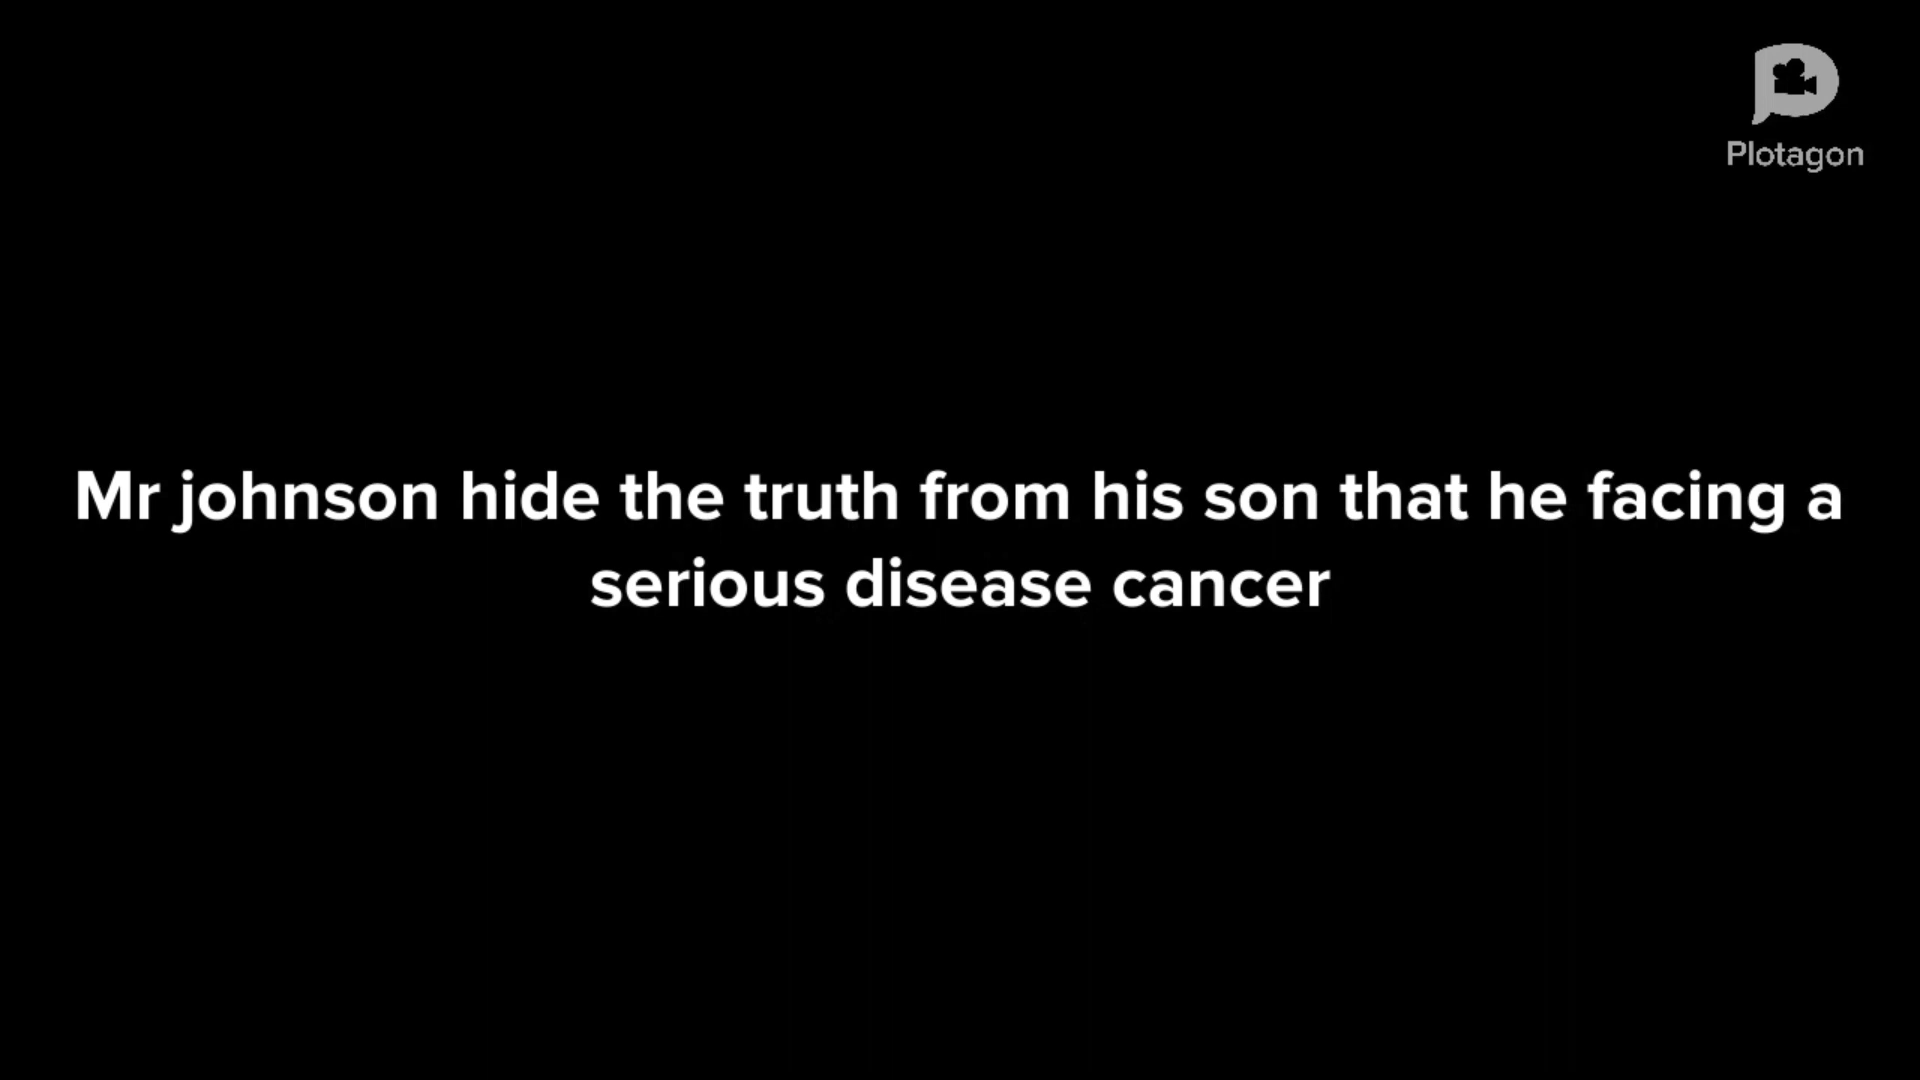 Plotagon
Mr johnson hide the truth from his son that he facing a
serious disease cancer